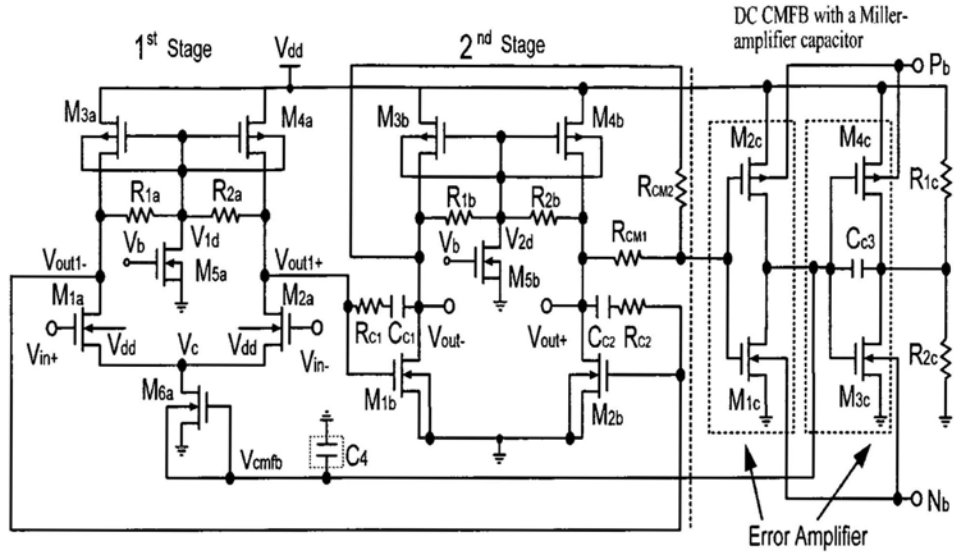 1st Stage
2nd Stage
DC CMFB with a Miller-
amplifier capacitor
Vdd
Pb
M3a
M4a
M3b
M4b
M2c
M4c
R1a
R2a
R1b
R2b
RCM2
R1c
Vb
V1d
Vb
V2d
RCM1
Cc3
Vout1-
M5a
Vout1+
M5b
M1a
M2a
RC1
CC1
Vout-
Vout+
CC2
RC2
Vin+
Vdd
Vc
Vdd
Vin-
R2c
M6a
M1b
M2b
M1c
M3c
Vcmfb
C4
Nb
Error Amplifier